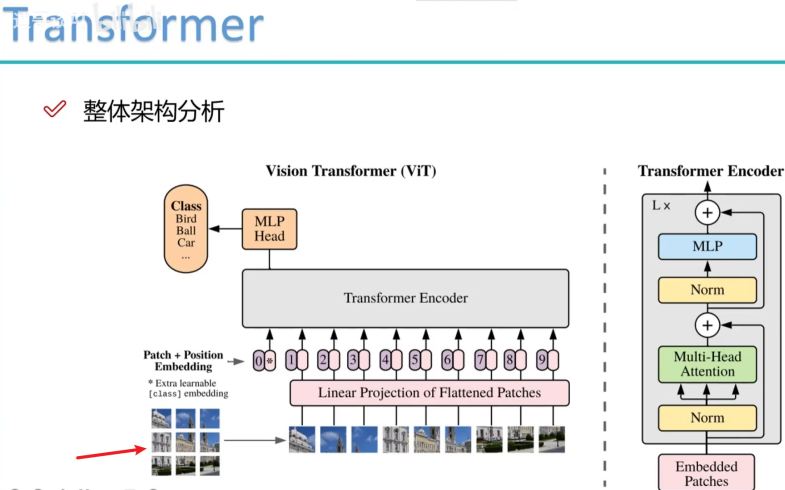 Transformer
整体架构分析
Vision Transformer (ViT)
Transformer Encoder
Class
Bird
Ball
Car
...
MLP
Head
Transformer Encoder
Patch + Position
Embedding
0 * 1 2 3 4 5 6 7 8 9
* Extra learnable
[class] embedding
Linear Projection of Flattened Patches
L x
+
MLP
Norm
+
Multi-Head
Attention
Norm
Embedded
Patches